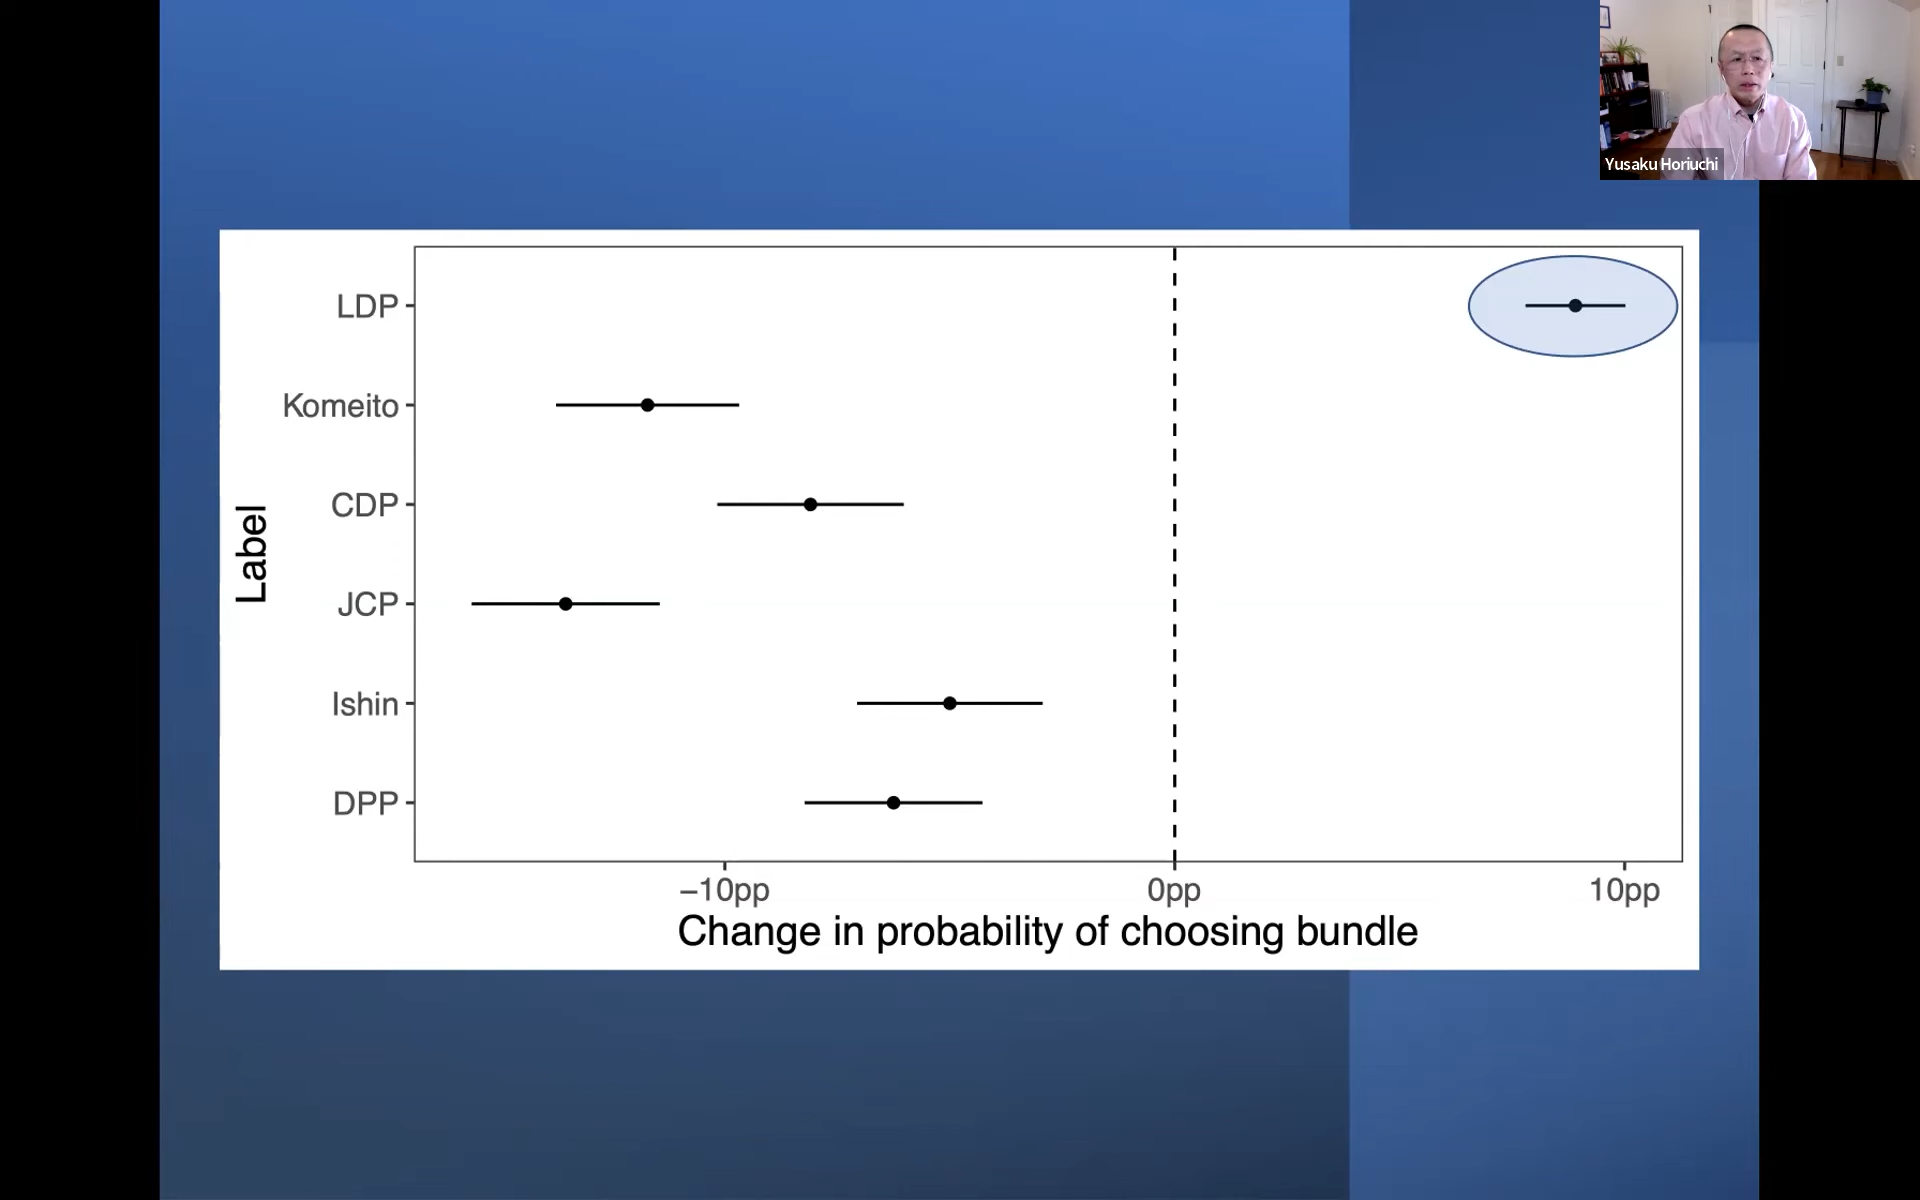 Yusaku Horiuchi
LDP
Komeito
CDP
JCP
Ishin
DPP
Label
−10pp
0pp
10pp
Change in probability of choosing bundle